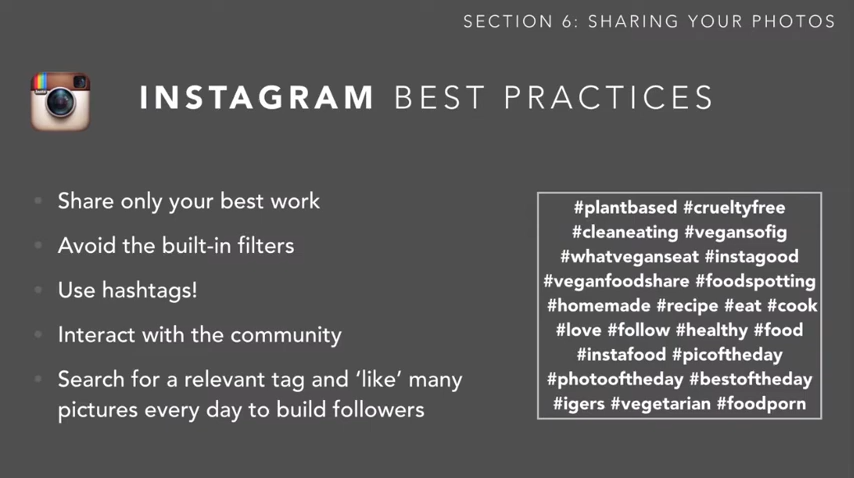 SECTION 6: SHARING YOUR PHOTOS
INSTAGRAM BEST PRACTICES
• Share only your best work
• Avoid the built-in filters
• Use hashtags!
• Interact with the community
• Search for a relevant tag and ‘like’ many
pictures every day to build followers
#plantbased #crueltyfree
#cleaneating #vegansofig
#whatveganseat #instagood
#veganfoodshare #foodspotting
#homemade #recipe #eat #cook
#love #follow #healthy #food
#instafood #picoftheday
#photooftheday #bestoftheday
#igers #vegetarian #foodporn